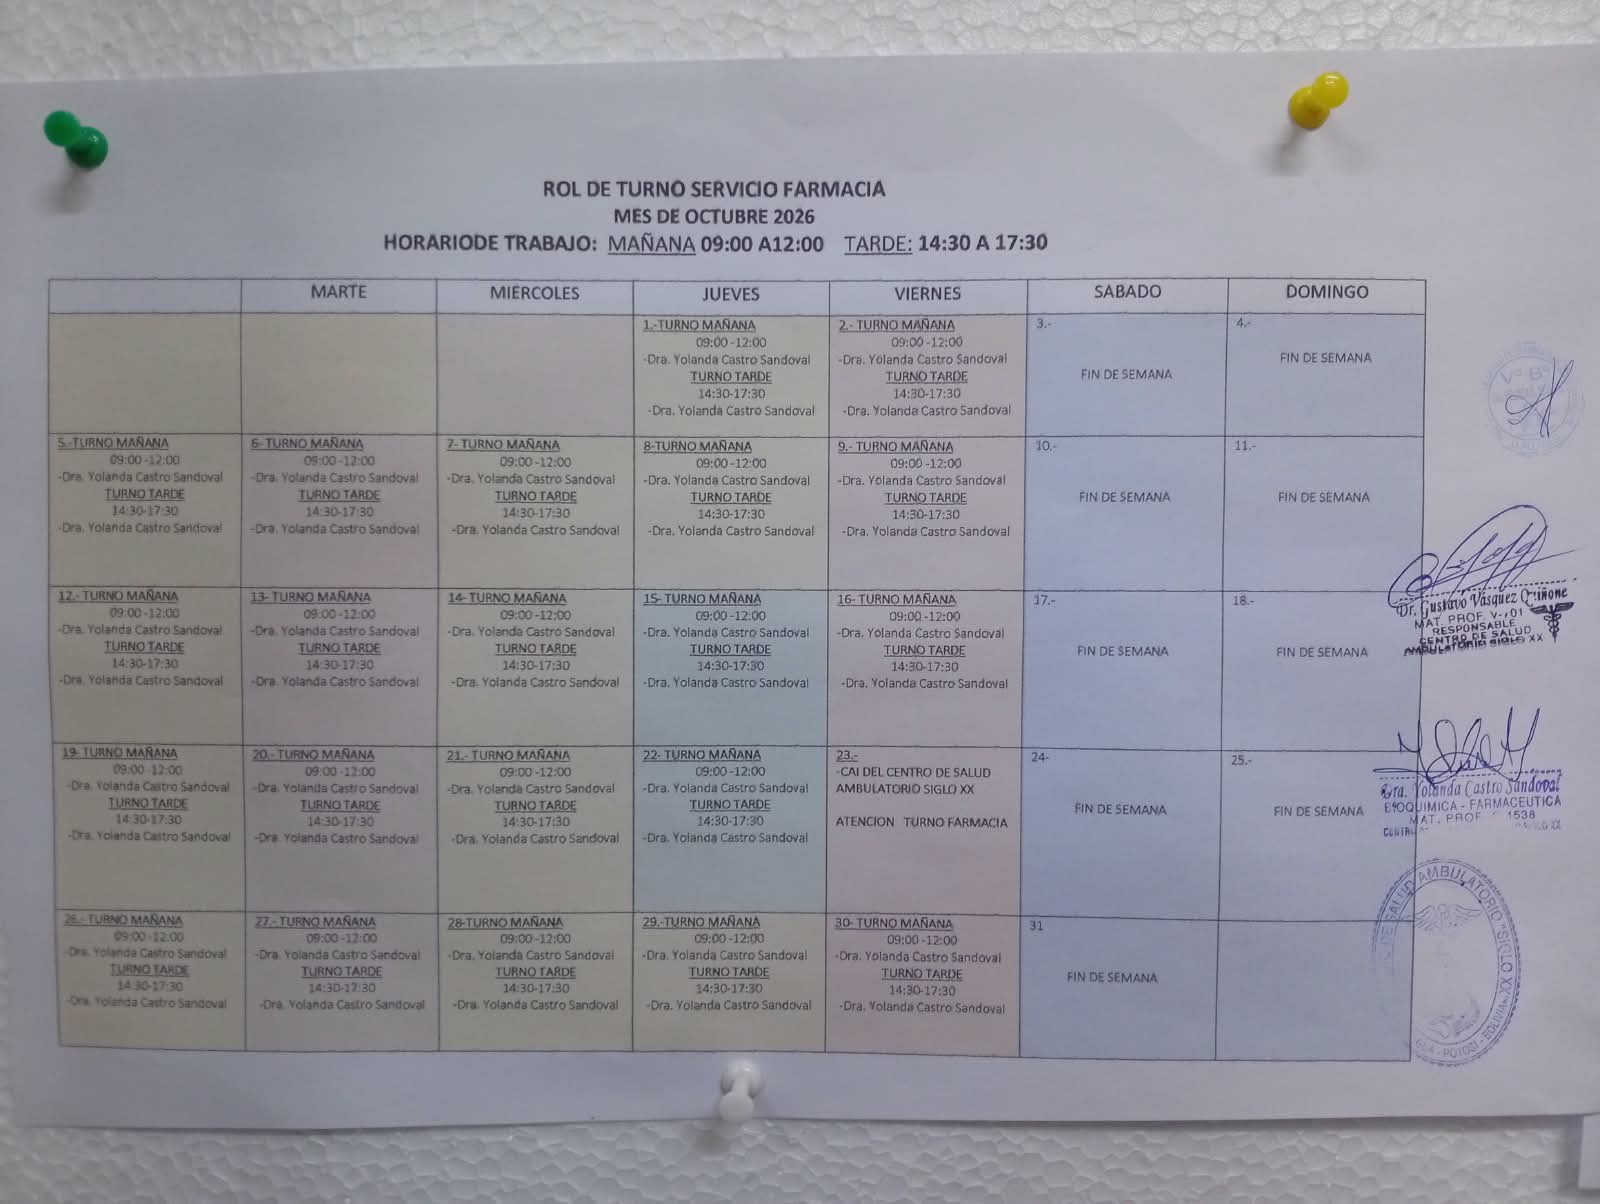 ROL DE TURNO SERVICIO FARMACIA
MES DE OCTUBRE 2026
HORARIODE TRABAJO: MAÑANA 09:00 A12:00 TARDE: 14:30 A 17:30
MARTE
MIERCOLES
JUEVES
VIERNES
SABADO
DOMINGO
1.-TURNO MAÑANA
09:00 -12:00
-Dra. Yolanda Castro Sandoval
TURNO TARDE
14:30-17:30
-Dra. Yolanda Castro Sandoval
2.- TURNO MAÑANA
09:00 -12:00
-Dra. Yolanda Castro Sandoval
TURNO TARDE
14:30-17:30
-Dra. Yolanda Castro Sandoval
3.-
FIN DE SEMANA
4.-
FIN DE SEMANA
5.-TURNO MAÑANA
09:00 -12:00
-Dra. Yolanda Castro Sandoval
TURNO TARDE
14:30-17:30
-Dra. Yolanda Castro Sandoval
6- TURNO MAÑANA
09:00 -12:00
-Dra. Yolanda Castro Sandoval
TURNO TARDE
14:30-17:30
-Dra. Yolanda Castro Sandoval
7- TURNO MAÑANA
09:00 -12:00
-Dra. Yolanda Castro Sandoval
TURNO TARDE
14:30-17:30
-Dra. Yolanda Castro Sandoval
8-TURNO MAÑANA
09:00 -12:00
-Dra. Yolanda Castro Sandoval
TURNO TARDE
14:30-17:30
-Dra. Yolanda Castro Sandoval
9.- TURNO MAÑANA
09:00 -12:00
-Dra. Yolanda Castro Sandoval
TURNO TARDE
14:30-17:30
-Dra. Yolanda Castro Sandoval
10.-
FIN DE SEMANA
11.-
FIN DE SEMANA
12.- TURNO MAÑANA
09:00 -12:00
-Dra. Yolanda Castro Sandoval
TURNO TARDE
14:30-17:30
-Dra. Yolanda Castro Sandoval
13- TURNO MAÑANA
09:00 -12:00
-Dra. Yolanda Castro Sandoval
TURNO TARDE
14:30-17:30
-Dra. Yolanda Castro Sandoval
14- TURNO MAÑANA
09:00 -12:00
-Dra. Yolanda Castro Sandoval
TURNO TARDE
14:30-17:30
-Dra. Yolanda Castro Sandoval
15- TURNO MAÑANA
09:00 -12:00
-Dra. Yolanda Castro Sandoval
TURNO TARDE
14:30-17:30
-Dra. Yolanda Castro Sandoval
16- TURNO MAÑANA
09:00 -12:00
-Dra. Yolanda Castro Sandoval
TURNO TARDE
14:30-17:30
-Dra. Yolanda Castro Sandoval
17.-
FIN DE SEMANA
18.-
FIN DE SEMANA
19- TURNO MAÑANA
09:00 -12:00
-Dra. Yolanda Castro Sandoval
TURNO TARDE
14:30-17:30
-Dra. Yolanda Castro Sandoval
20.- TURNO MAÑANA
09:00 -12:00
-Dra. Yolanda Castro Sandoval
TURNO TARDE
14:30-17:30
-Dra. Yolanda Castro Sandoval
21.- TURNO MAÑANA
09:00 -12:00
-Dra. Yolanda Castro Sandoval
TURNO TARDE
14:30-17:30
-Dra. Yolanda Castro Sandoval
22- TURNO MAÑANA
09:00 -12:00
-Dra. Yolanda Castro Sandoval
TURNO TARDE
14:30-17:30
-Dra. Yolanda Castro Sandoval
23.-
-CAI DEL CENTRO DE SALUD
AMBULATORIO SIGLO XX
ATENCION TURNO FARMACIA
24-
FIN DE SEMANA
25.-
FIN DE SEMANA
26.- TURNO MAÑANA
09:00 -12:00
-Dra. Yolanda Castro Sandoval
TURNO TARDE
14:30-17:30
-Dra. Yolanda Castro Sandoval
27.- TURNO MAÑANA
09:00 -12:00
-Dra. Yolanda Castro Sandoval
TURNO TARDE
14:30-17:30
-Dra. Yolanda Castro Sandoval
28-TURNO MAÑANA
09:00 -12:00
-Dra. Yolanda Castro Sandoval
TURNO TARDE
14:30-17:30
-Dra. Yolanda Castro Sandoval
29.-TURNO MAÑANA
09:00 -12:00
-Dra. Yolanda Castro Sandoval
TURNO TARDE
14:30-17:30
-Dra. Yolanda Castro Sandoval
30- TURNO MAÑANA
09:00 -12:00
-Dra. Yolanda Castro Sandoval
TURNO TARDE
14:30-17:30
-Dra. Yolanda Castro Sandoval
31
FIN DE SEMANA
Vº Bº
Dr. Gustavo Vásquez Quiñone
MAT. PROF.
RESPONSABLE
CENTRO DE SALUD
AMBULATORIO SIGLO XX
Dra. Yolanda Castro Sandoval
BIOQUIMICA - FARMACEUTICA
MAT. PROF. 1538
DE SALUD AMBULATORIO "SIGLO XX"
POTOSI - BOLIVIA